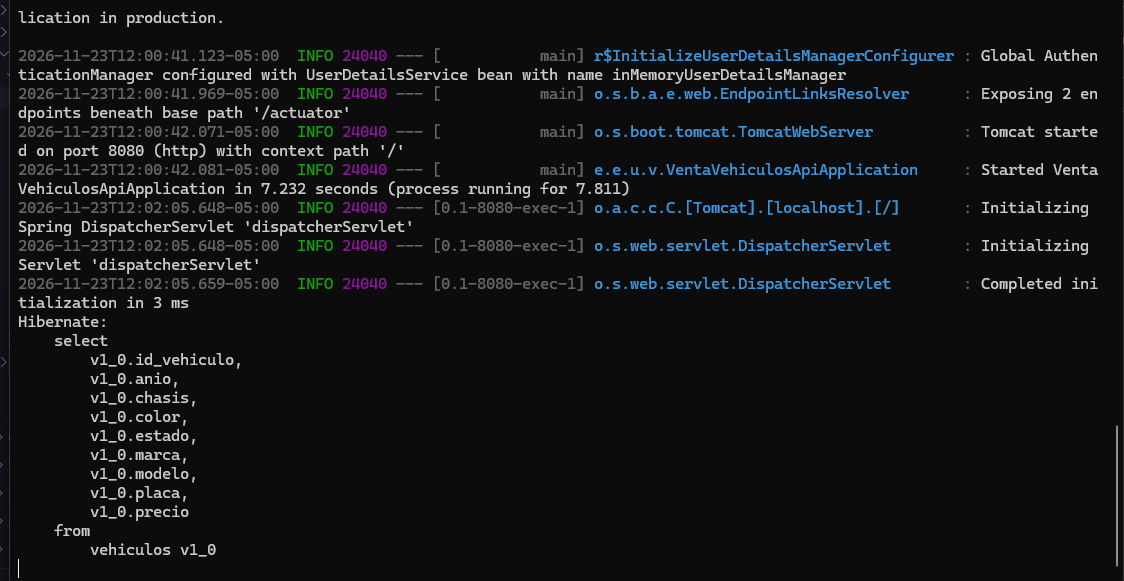 lication in production.
2026-11-23T12:00:41.123-05:00  INFO 24040 --- [           main] r$InitializeUserDetailsManagerConfigurer : Global Authen
ticationManager configured with UserDetailsService bean with name inMemoryUserDetailsManager
2026-11-23T12:00:41.969-05:00  INFO 24040 --- [           main] o.s.b.a.e.web.EndpointLinksResolver      : Exposing 2 en
dpoints beneath base path '/actuator'
2026-11-23T12:00:42.071-05:00  INFO 24040 --- [           main] o.s.boot.tomcat.TomcatWebServer          : Tomcat starte
d on port 8080 (http) with context path '/'
2026-11-23T12:00:42.081-05:00  INFO 24040 --- [           main] e.e.u.v.VentaVehiculosApiApplication     : Started Venta
VehiculosApiApplication in 7.232 seconds (process running for 7.811)
2026-11-23T12:02:05.648-05:00  INFO 24040 --- [0.1-8080-exec-1] o.a.c.c.C.[Tomcat].[localhost].[/]       : Initializing
Spring DispatcherServlet 'dispatcherServlet'
2026-11-23T12:02:05.648-05:00  INFO 24040 --- [0.1-8080-exec-1] o.s.web.servlet.DispatcherServlet        : Initializing
Servlet 'dispatcherServlet'
2026-11-23T12:02:05.659-05:00  INFO 24040 --- [0.1-8080-exec-1] o.s.web.servlet.DispatcherServlet        : Completed ini
tialization in 3 ms
Hibernate:
    select
        v1_0.id_vehiculo,
        v1_0.anio,
        v1_0.chasis,
        v1_0.color,
        v1_0.estado,
        v1_0.marca,
        v1_0.modelo,
        v1_0.placa,
        v1_0.precio
    from
        vehiculos v1_0